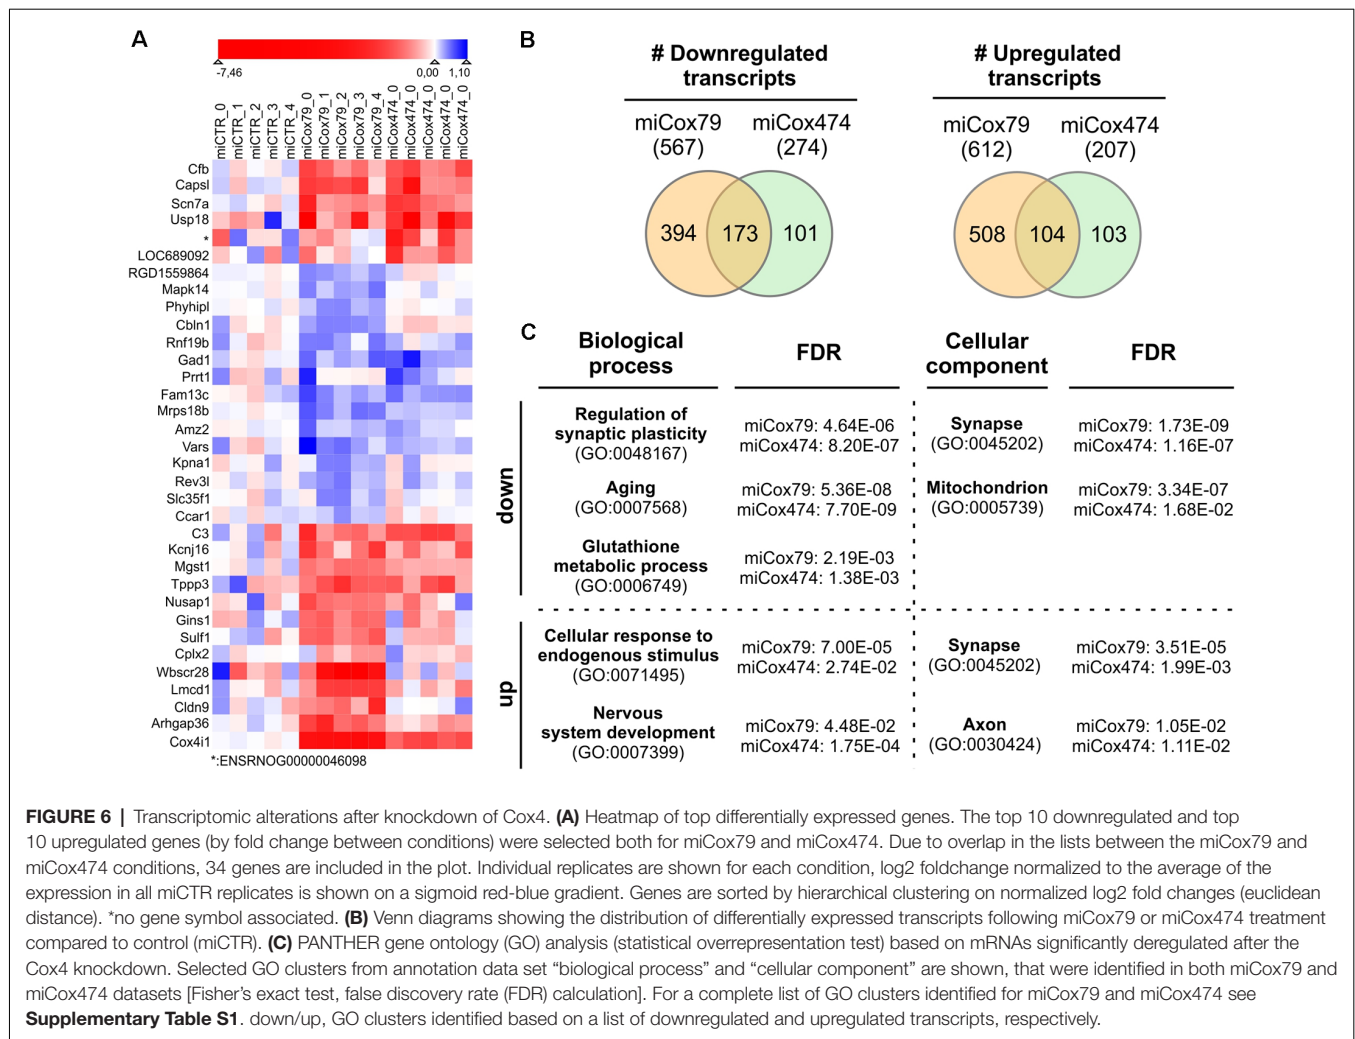 A
-7,46 0,00 1,10
miCTR_0
miCTR_1
miCTR_2
miCTR_3
miCTR_4
miCox79_0
miCox79_1
miCox79_2
miCox79_3
miCox79_4
miCox474_0
miCox474_0
miCox474_0
miCox474_0
miCox474_0
Cfb
Capsl
Scn7a
Usp18
*
LOC689092
RGD1559864
Mapk14
Phyhipl
Cbln1
Rnf19b
Gad1
Prrt1
Fam13c
Mrps18b
Amz2
Vars
Kpna1
Rev3l
Slc35f1
Ccar1
C3
Kcnj16
Mgst1
Tppp3
Nusap1
Gins1
Sulf1
Cplx2
Wbscr28
Lmcd1
Cldn9
Arhgap36
Cox4i1
*:ENSRNOG00000046098
B
# Downregulated
transcripts
miCox79 miCox474
(567) (274)
394 173 101
# Upregulated
transcripts
miCox79 miCox474
(612) (207)
508 104 103
C
Biological
process
FDR
Cellular
component
FDR
down
Regulation of
synaptic plasticity
(GO:0048167)
miCox79: 4.64E-06
miCox474: 8.20E-07
Synapse
(GO:0045202)
miCox79: 1.73E-09
miCox474: 1.16E-07
Aging
(GO:0007568)
miCox79: 5.36E-08
miCox474: 7.70E-09
Mitochondrion
(GO:0005739)
miCox79: 3.34E-07
miCox474: 1.68E-02
Glutathione
metabolic process
(GO:0006749)
miCox79: 2.19E-03
miCox474: 1.38E-03
up
Cellular response to
endogenous stimulus
(GO:0071495)
miCox79: 7.00E-05
miCox474: 2.74E-02
Synapse
(GO:0045202)
miCox79: 3.51E-05
miCox474: 1.99E-03
Nervous
system development
(GO:0007399)
miCox79: 4.48E-02
miCox474: 1.75E-04
Axon
(GO:0030424)
miCox79: 1.05E-02
miCox474: 1.11E-02
FIGURE 6 | Transcriptomic alterations after knockdown of Cox4. (A) Heatmap of top differentially expressed genes. The top 10 downregulated and top
10 upregulated genes (by fold change between conditions) were selected both for miCox79 and miCox474. Due to overlap in the lists between the miCox79 and
miCox474 conditions, 34 genes are included in the plot. Individual replicates are shown for each condition, log2 foldchange normalized to the average of the
expression in all miCTR replicates is shown on a sigmoid red-blue gradient. Genes are sorted by hierarchical clustering on normalized log2 fold changes (euclidean
distance). *no gene symbol associated. (B) Venn diagrams showing the distribution of differentially expressed transcripts following miCox79 or miCox474 treatment
compared to control (miCTR). (C) PANTHER gene ontology (GO) analysis (statistical overrepresentation test) based on mRNAs significantly deregulated after the
Cox4 knockdown. Selected GO clusters from annotation data set “biological process” and “cellular component” are shown, that were identified in both miCox79 and
miCox474 datasets [Fisher’s exact test, false discovery rate (FDR) calculation]. For a complete list of GO clusters identified for miCox79 and miCox474 see
Supplementary Table S1. down/up, GO clusters identified based on a list of downregulated and upregulated transcripts, respectively.